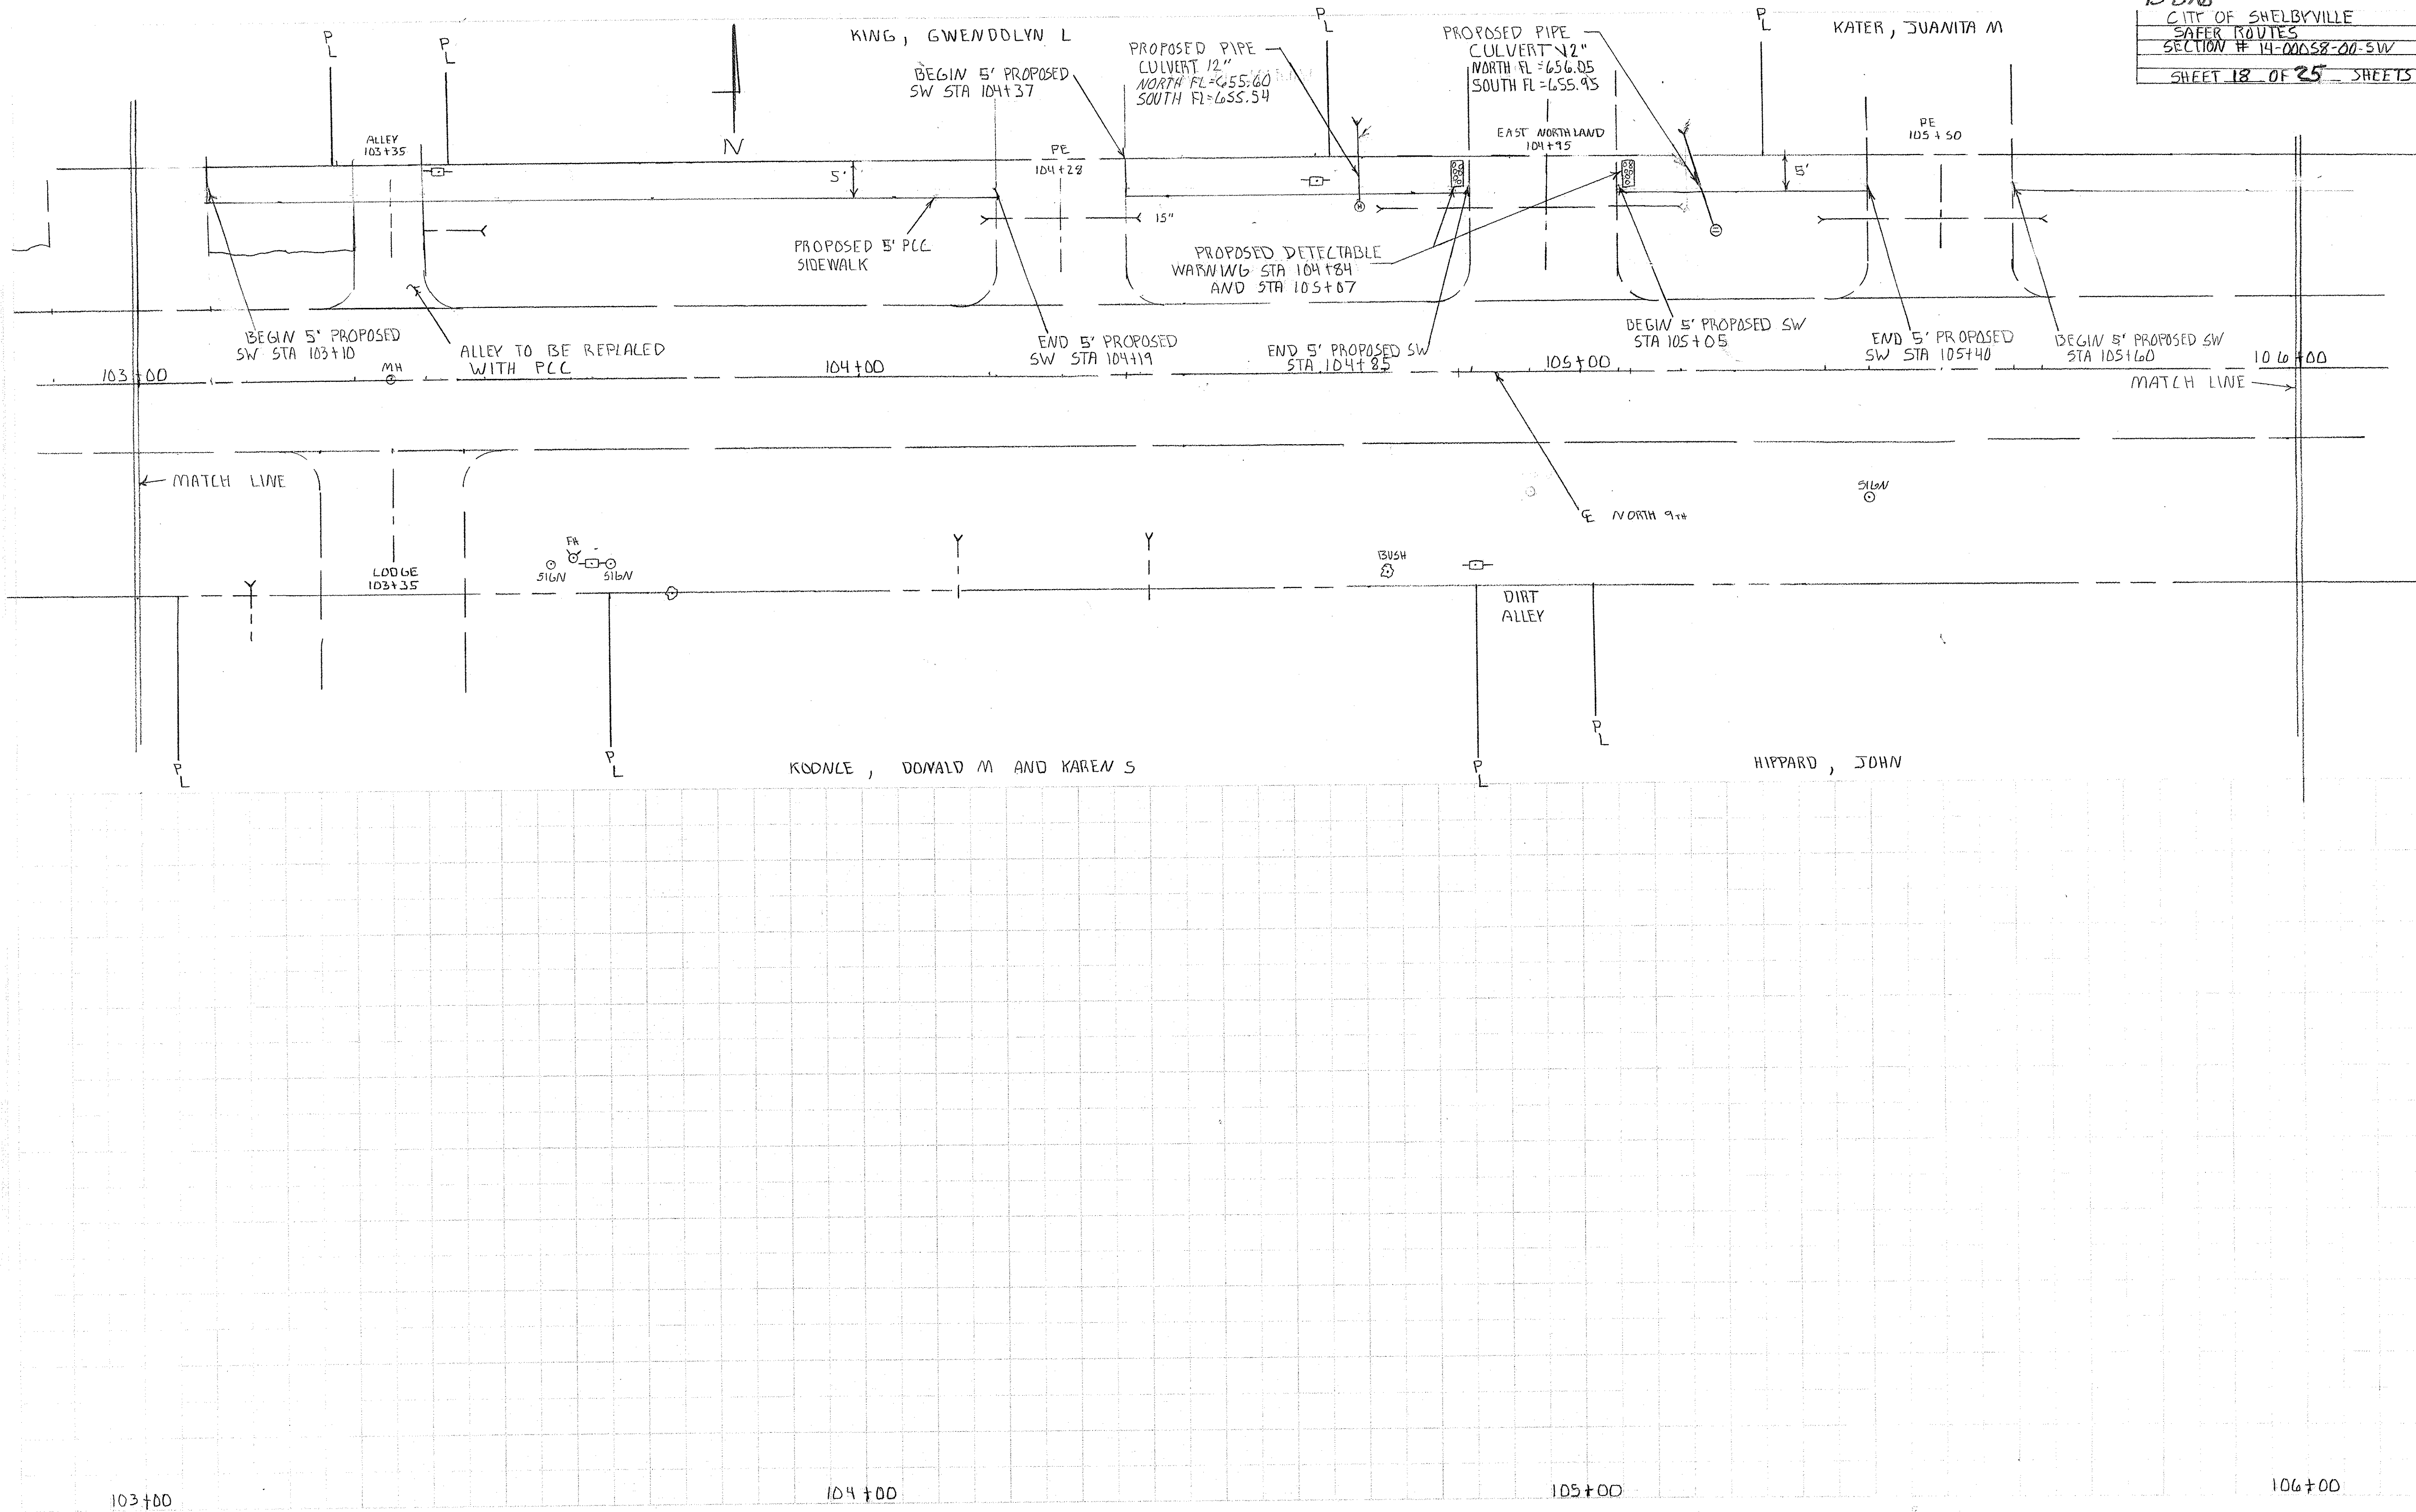 CITY OF SHELBYVILLE
SAFER ROUTES
SECTION # 14-00058-00-SW
SHEET 18 OF 25 SHEETS
P
L
P
L
KING, GWENDOLYN L
P
L
P
L
KATER, JUANITA M
BEGIN 5' PROPOSED
SW STA 104+37
PROPOSED PIPE
CULVERT 12"
NORTH FL=655.60
SOUTH FL=655.54
PROPOSED PIPE
CULVERT 12"
NORTH FL=656.05
SOUTH FL=655.95
ALLEY
103+35
N
5'
PE
104+28
15"
EAST NORTHLAND
104+95
5'
PE
105+50
PROPOSED 5' PCC
SIDEWALK
PROPOSED DETECTABLE
WARNING STA 104+84
AND STA 105+07
BEGIN 5' PROPOSED
SW STA 103+10
ALLEY TO BE REPLACED
WITH PCC
END 5' PROPOSED
SW STA 104+19
END 5' PROPOSED SW
STA 104+85
BEGIN 5' PROPOSED SW
STA 105+05
END 5' PROPOSED
SW STA 105+40
BEGIN 5' PROPOSED SW
STA 105+60
103+00
MH
104+00
105+00
106+00
MATCH LINE
MATCH LINE
SIGN
℄ NORTH 9TH
LODGE
103+35
SIGN
FH
SIGN
BUSH
DIRT
ALLEY
P
L
P
L
KOONCE, DONALD M AND KAREN S
P
L
P
L
HIPPARD, JOHN
103+00
104+00
105+00
106+00